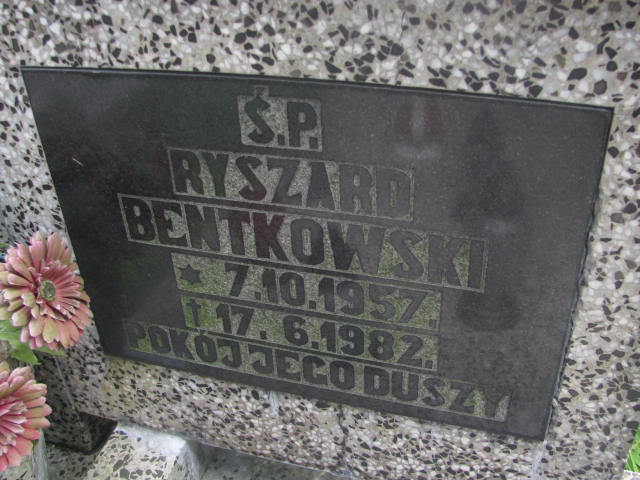 Ś.P.
RYSZARD
BENTKOWSKI
★ 7.10.1957.
† 17. 6.1982.
POKÓJ JEGO DUSZY